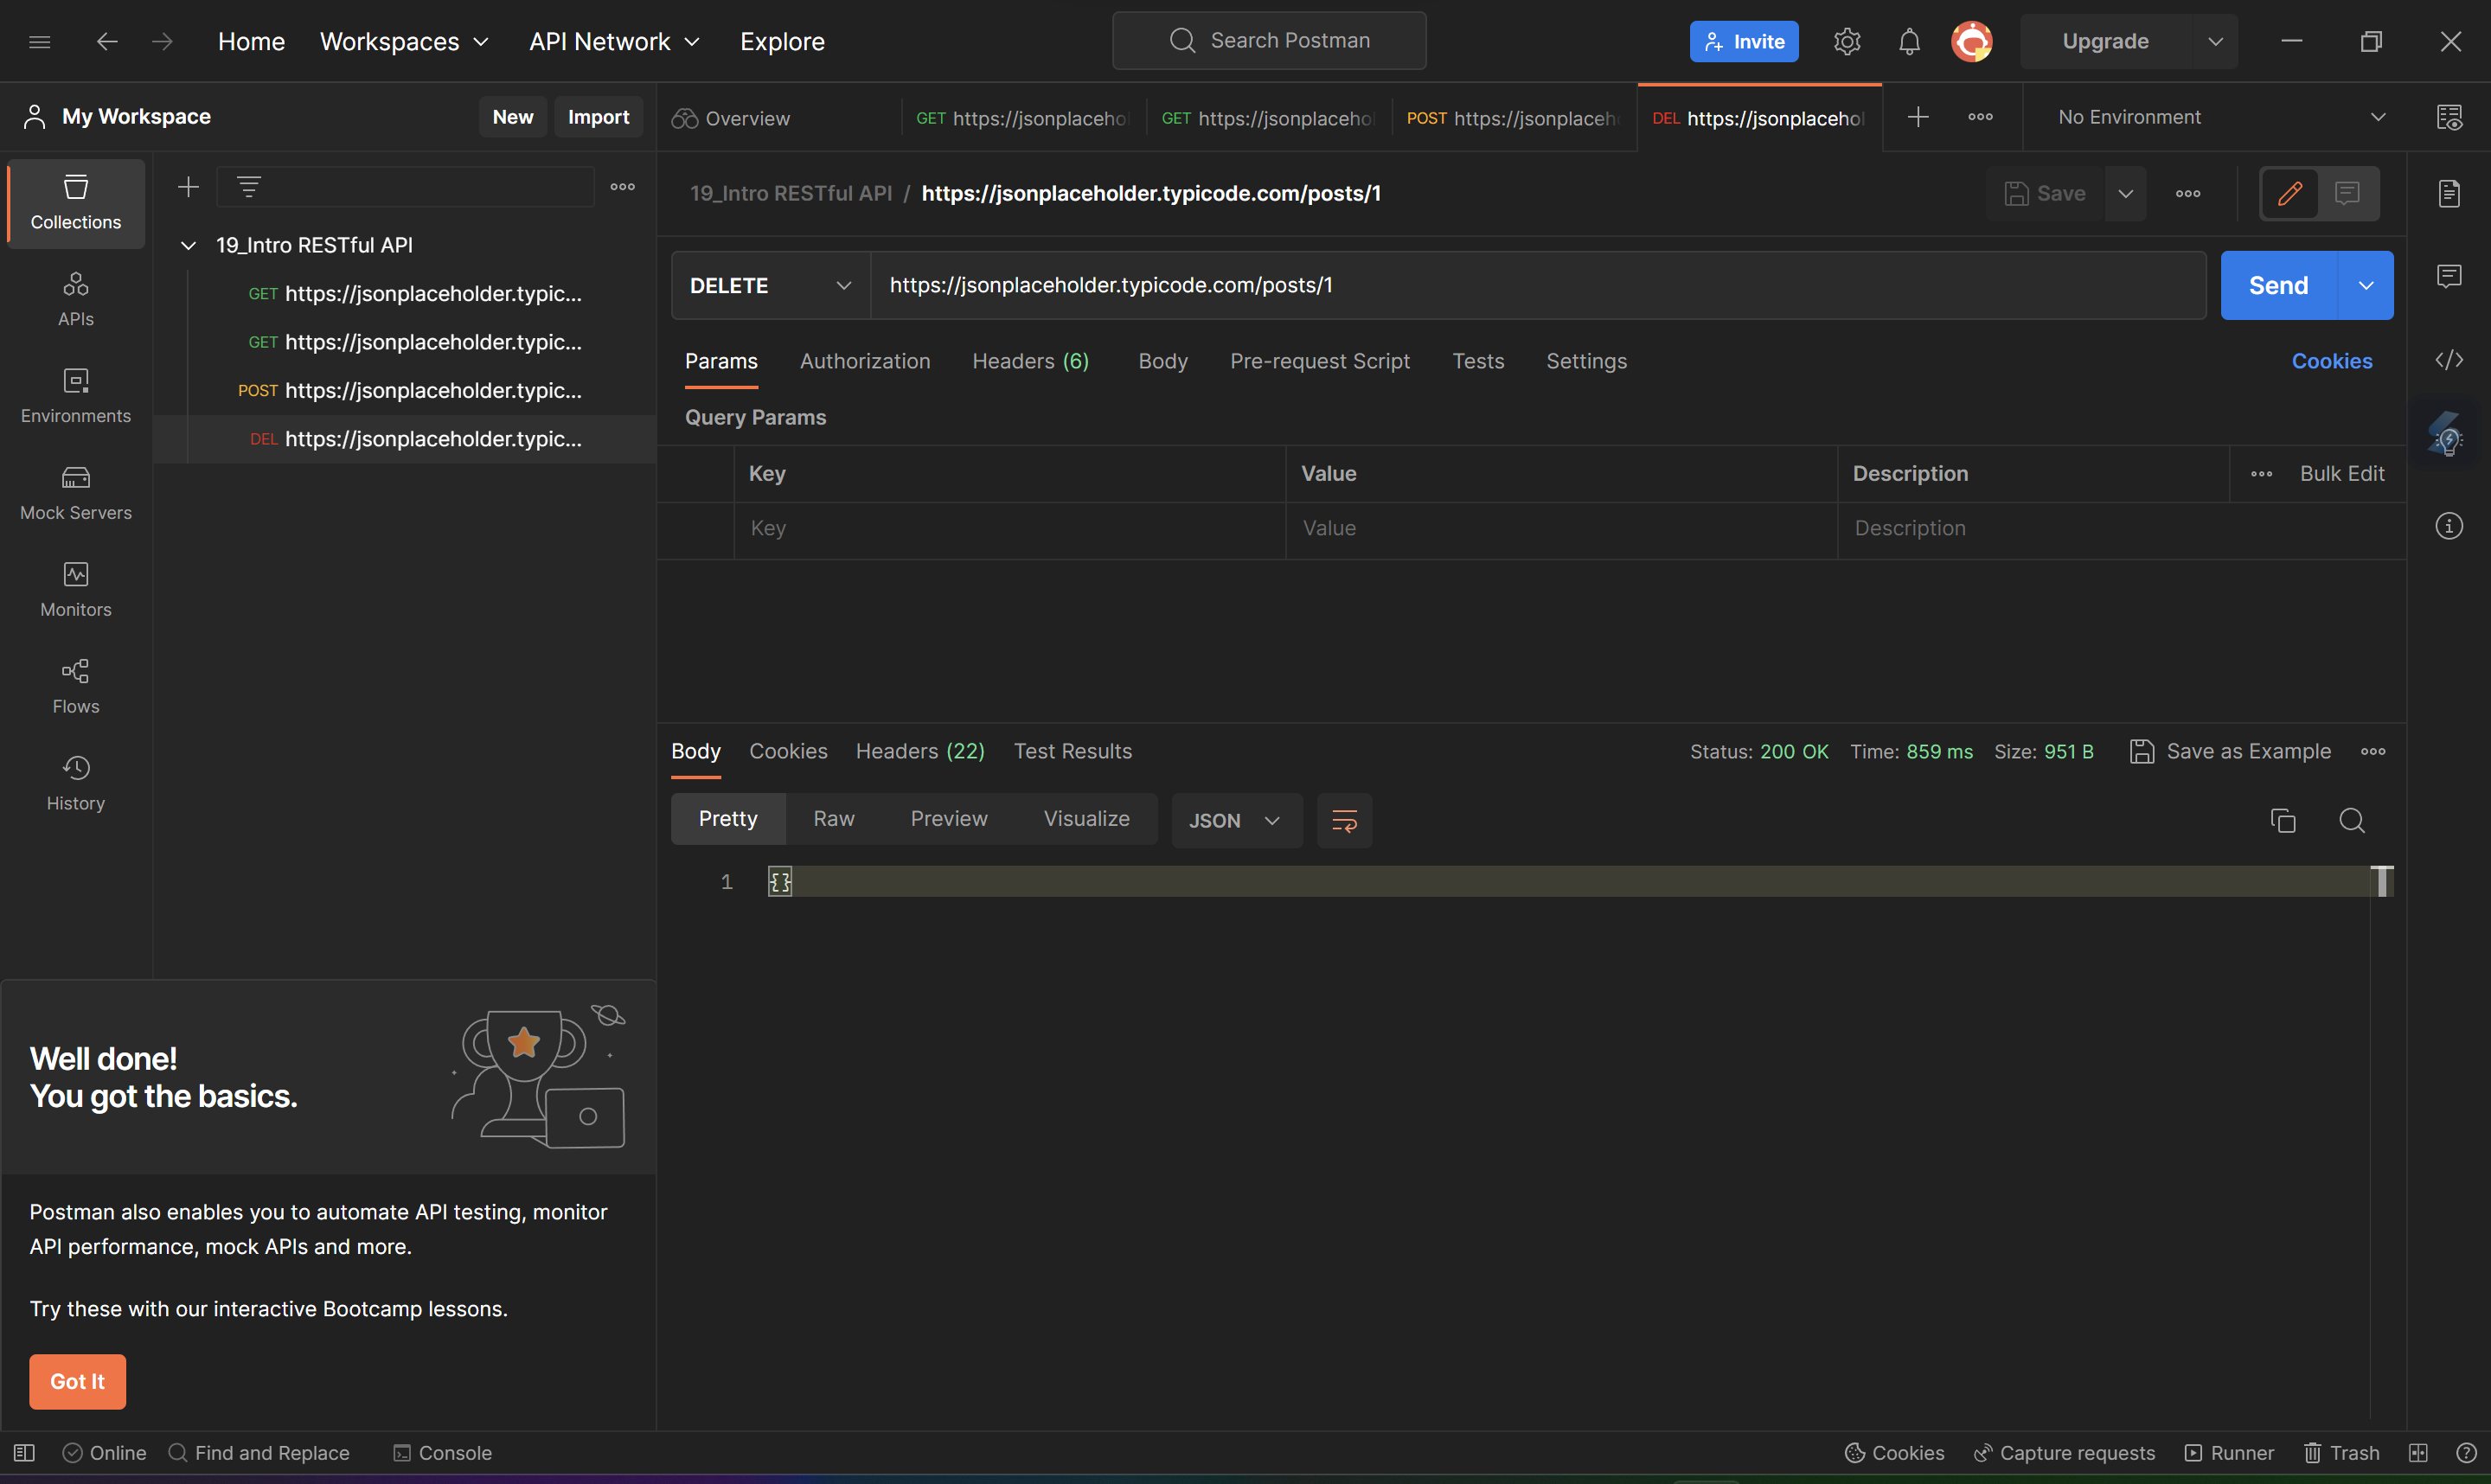 Home Workspaces API Network Explore Search Postman Invite Upgrade
My Workspace New Import
Overview GET https://jsonplacehol GET https://jsonplacehol POST https://jsonplaceh DEL https://jsonplacehol No Environment
Collections
APIs
Environments
Mock Servers
Monitors
Flows
History
19_Intro RESTful API
GET https://jsonplaceholder.typic...
GET https://jsonplaceholder.typic...
POST https://jsonplaceholder.typic...
DEL https://jsonplaceholder.typic...
19_Intro RESTful API / https://jsonplaceholder.typicode.com/posts/1 Save
DELETE https://jsonplaceholder.typicode.com/posts/1 Send
Params Authorization Headers (6) Body Pre-request Script Tests Settings Cookies
Query Params
Key Value Description Bulk Edit
Key Value Description
Body Cookies Headers (22) Test Results Status: 200 OK Time: 859 ms Size: 951 B Save as Example
Pretty Raw Preview Visualize JSON
1 {}
Well done!
You got the basics.
Postman also enables you to automate API testing, monitor
API performance, mock APIs and more.
Try these with our interactive Bootcamp lessons.
Got It
Online Find and Replace Console Cookies Capture requests Runner Trash